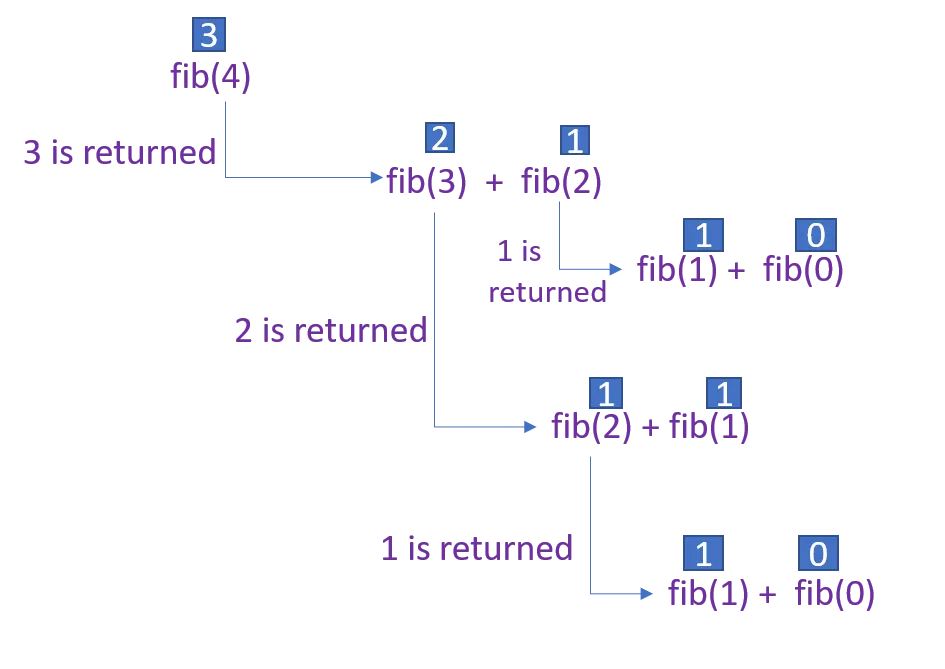 3
fib(4)
3 is returned
2 1
fib(3) + fib(2)
1 is
returned
1 0
fib(1) + fib(0)
2 is returned
1 1
fib(2) + fib(1)
1 is returned
1 0
fib(1) + fib(0)